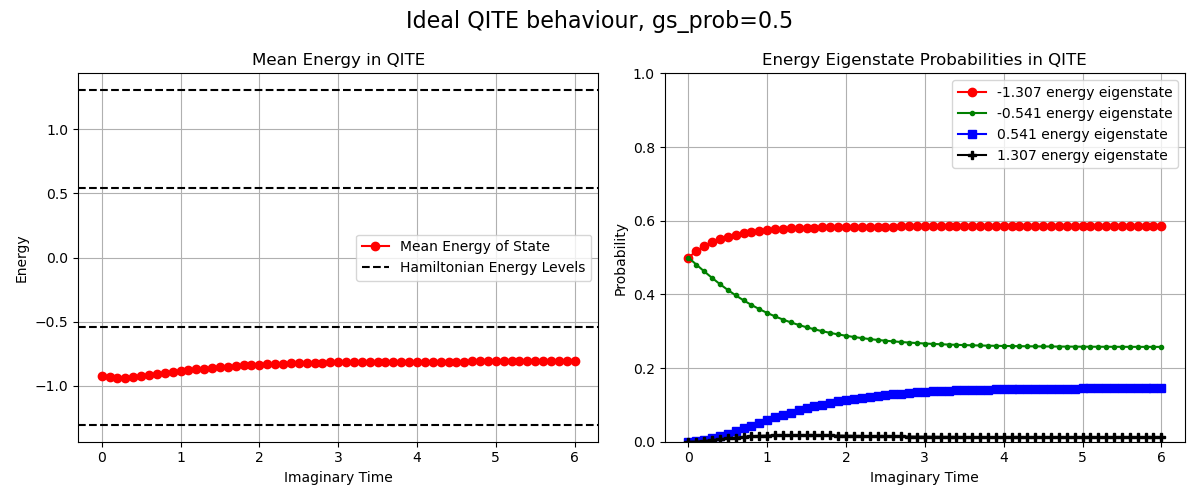 Ideal QITE behaviour, gs_prob=0.5
Mean Energy in QITE
Energy
1.0
0.5
0.0
−0.5
−1.0
Mean Energy of State
Hamiltonian Energy Levels
0 1 2 3 4 5 6
Imaginary Time
Energy Eigenstate Probabilities in QITE
Probability
1.0
0.8
0.6
0.4
0.2
0.0
-1.307 energy eigenstate
-0.541 energy eigenstate
0.541 energy eigenstate
1.307 energy eigenstate
0 1 2 3 4 5 6
Imaginary Time